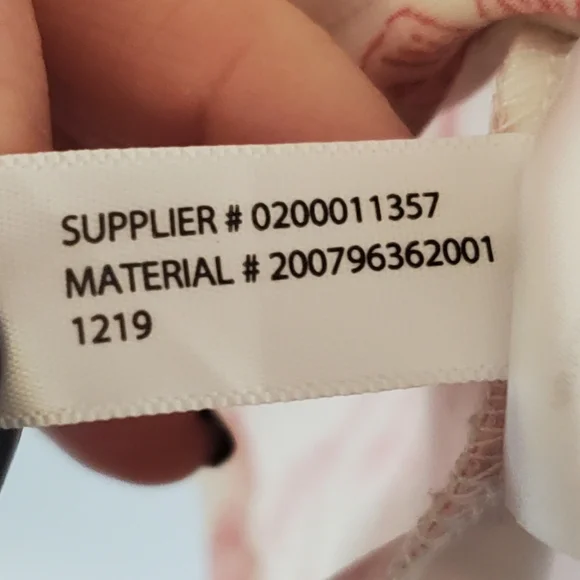 SUPPLIER # 0200011357
MATERIAL # 200796362001
1219